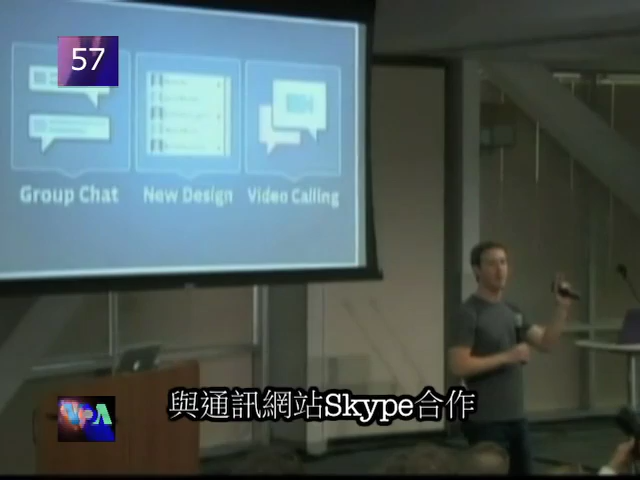 57
Group Chat
New Design
Video Calling
VOA
與通訊網站Skype合作